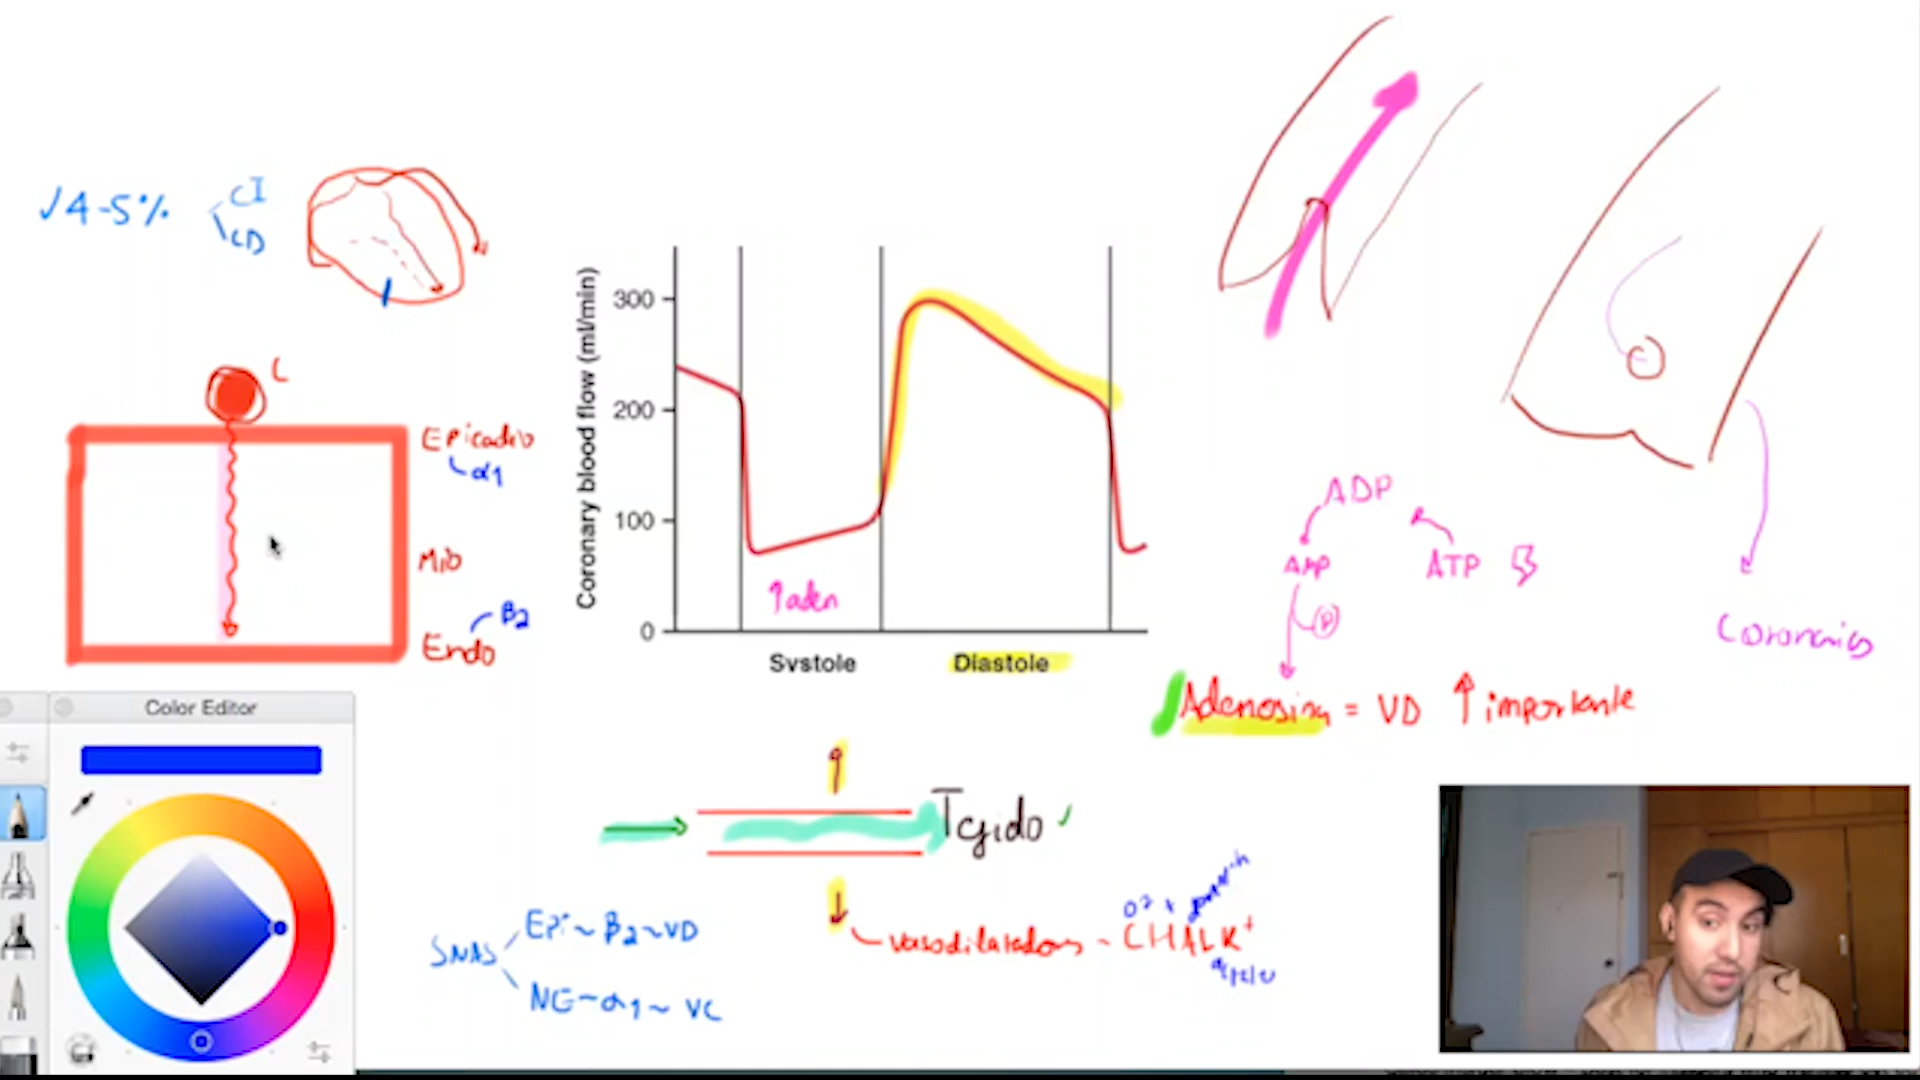 √4-5%
CI
CD
C
Epicadio
α1
Mio
Endo
β2
Coronary blood flow (ml/min)
300
200
100
0
↑aden
Systole
Diastole
ADP
AMP
ATP
P
Adenosina = VD ↑ importante
Coronarias
Tejido
vasodilatadores ~ CHALK+
O2
SNAS
Epi ~ β2 ~ VD
NE ~ α1 ~ VC
Color Editor